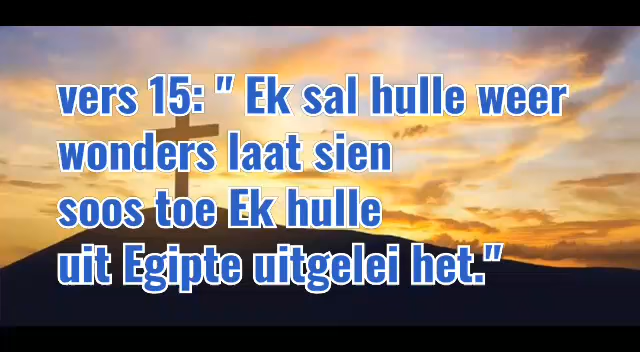 vers 15: " Ek sal hulle weer
wonders laat sien
soos toe Ek hulle
uit Egipte uitgelei het."